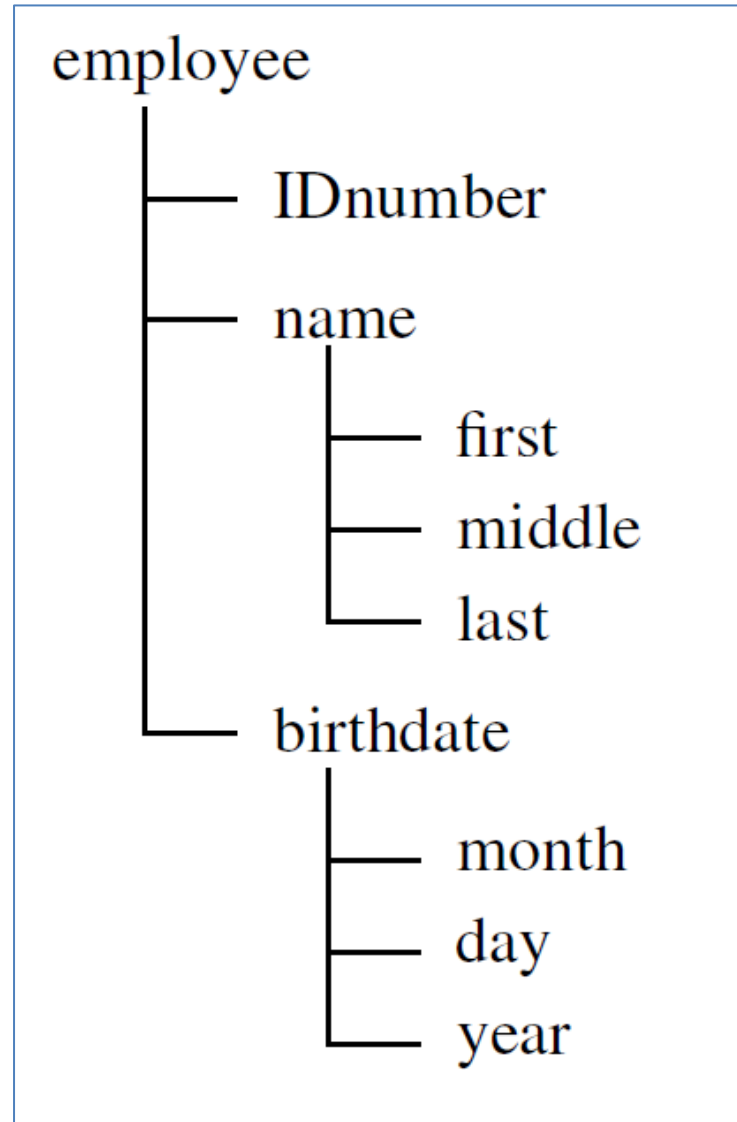 employee
IDnumber
name
first
middle
last
birthdate
month
day
year